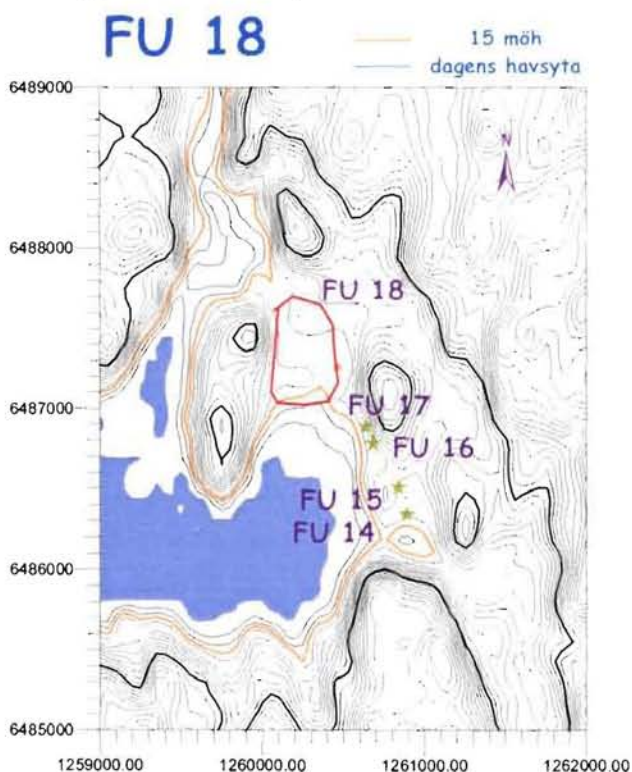 FU 18
15 möh
dagens havsyta
6489000
N
6488000
FU 18
6487000
FU 17
FU 16
FU 15
FU 14
6486000
6485000
1259000.00 1260000.00 1261000.00 1262000.00